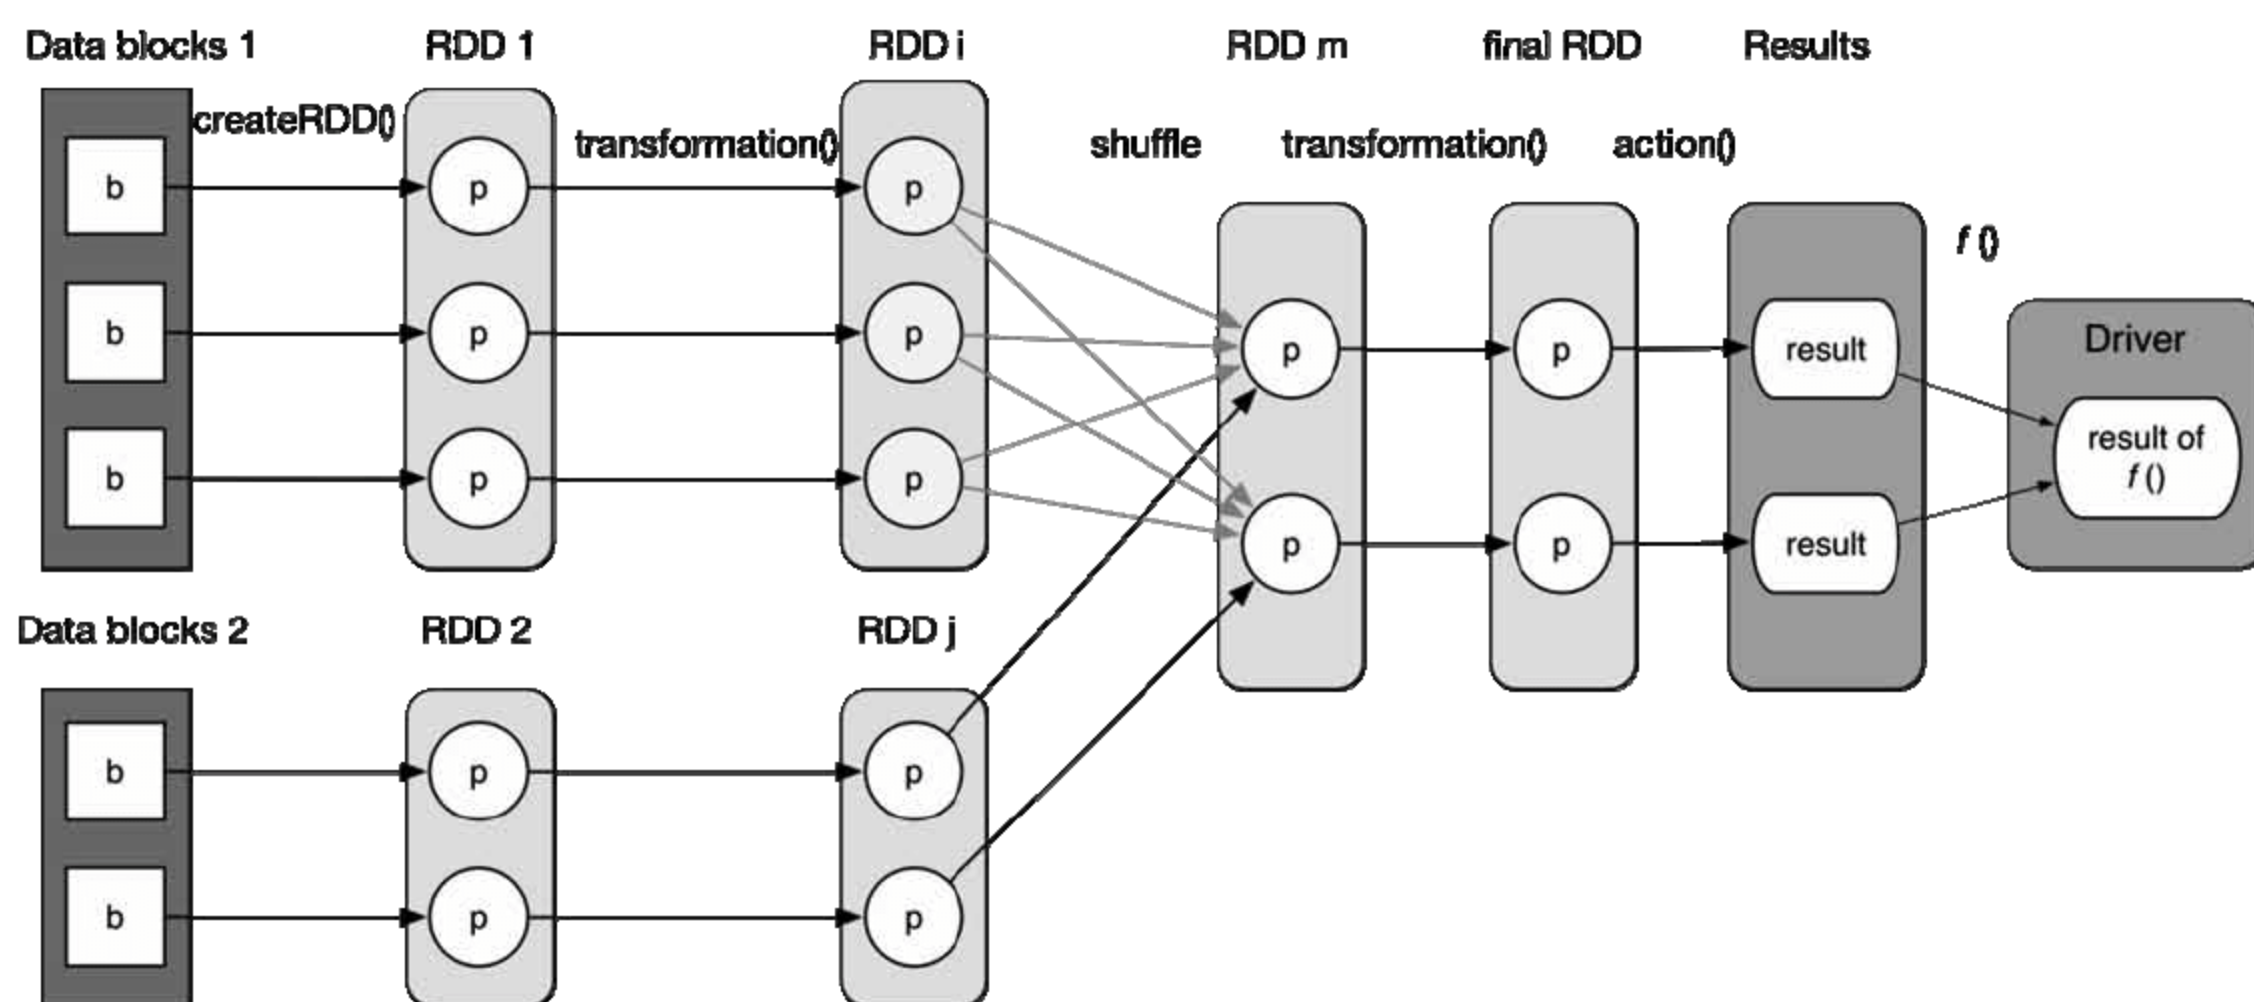 Data blocks 1
RDD 1
RDD i
RDD m
final RDD
Results
createRDD()
transformation()
shuffle
transformation()
action()
b
p
p
b
p
p
b
p
p
p
p
result
p
p
result
f ()
Driver
result of
f ()
Data blocks 2
RDD 2
RDD j
b
p
p
b
p
p